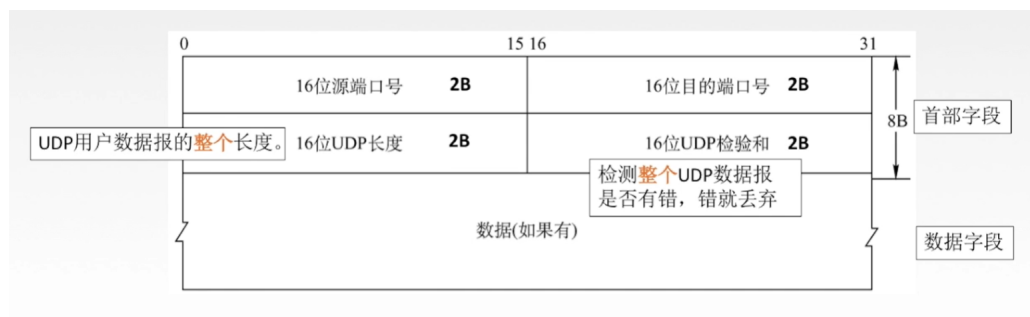 0 15 16 31
16位源端口号 2B 16位目的端口号 2B
8B 首部字段
UDP用户数据报的整个长度。 16位UDP长度 2B 16位UDP检验和 2B
检测整个UDP数据报
是否有错，错就丢弃
数据(如果有)
数据字段